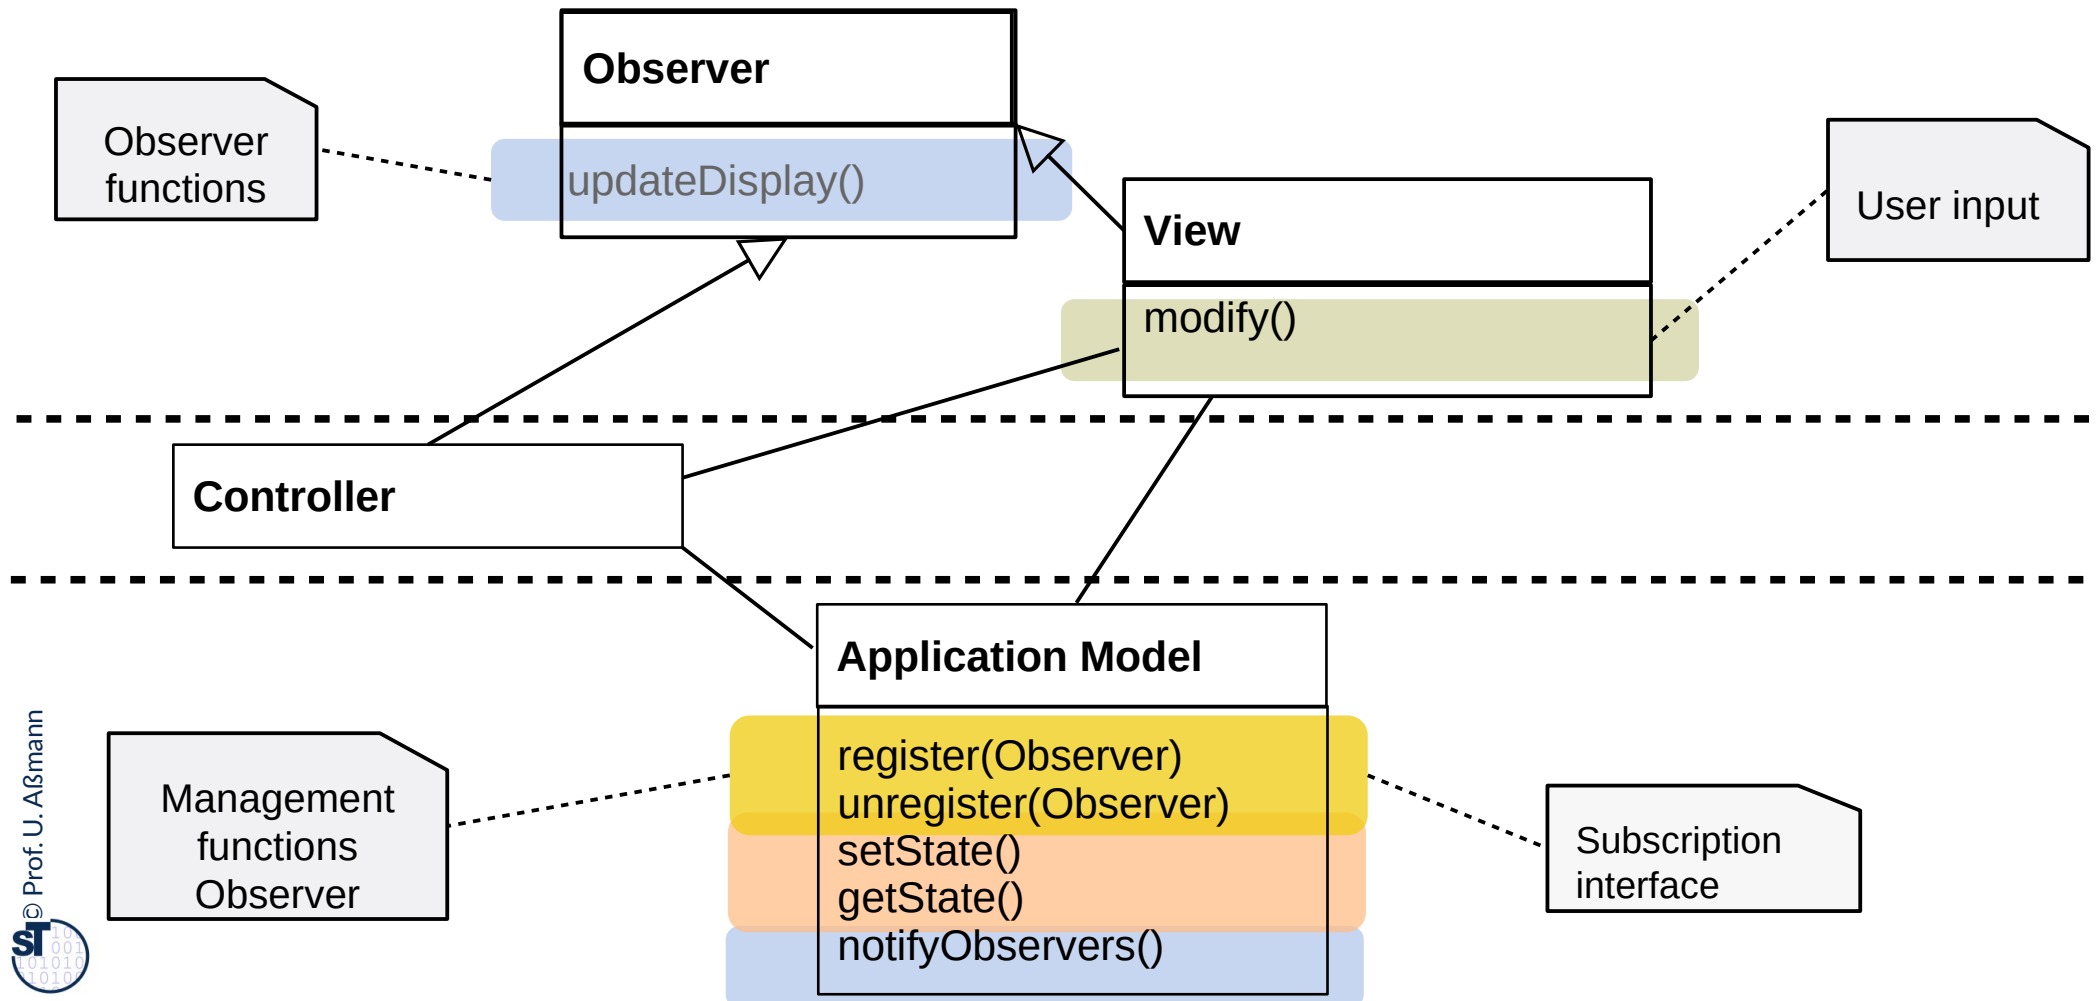 Observer
Observer
functions
updateDisplay()
View
User input
modify()
Controller
Application Model
register(Observer)
unregister(Observer)
setState()
getState()
notifyObservers()
Management
functions
Observer
Subscription
interface
© Prof. U. Aßmann
ST